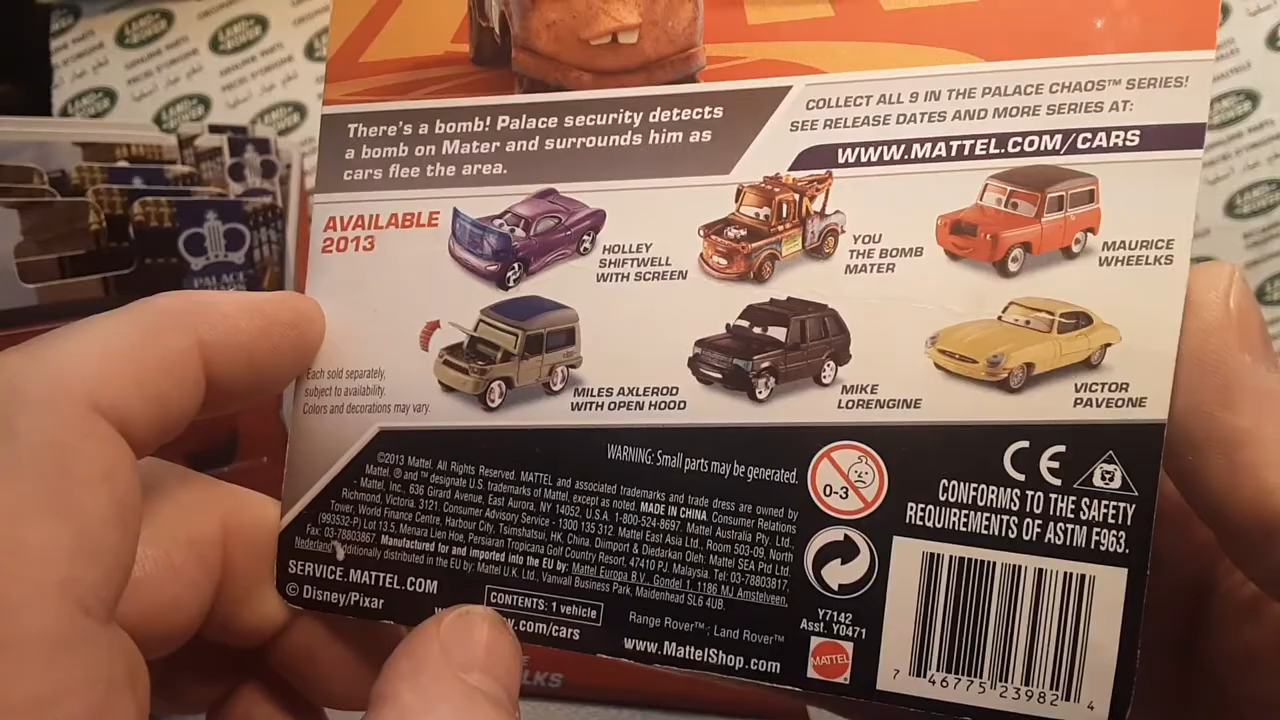 There's a bomb! Palace security detects
a bomb on Mater and surrounds him as
cars flee the area.
COLLECT ALL 9 IN THE PALACE CHAOS™ SERIES!
SEE RELEASE DATES AND MORE SERIES AT:
WWW.MATTEL.COM/CARS
AVAILABLE
2013
HOLLEY
SHIFTWELL
WITH SCREEN
YOU
THE BOMB
MATER
MAURICE
WHEELKS
MILES AXLEROD
WITH OPEN HOOD
MIKE
LORENGINE
VICTOR
PAVEONE
Each sold separately,
subject to availability.
Colors and decorations may vary.
WARNING: Small parts may be generated.
©2013 Mattel. All Rights Reserved. MATTEL and associated trademarks and trade dress are owned by
Mattel. ® and ™ designate U.S. trademarks of Mattel, except as noted. MADE IN CHINA. Consumer Relations
- Mattel, Inc., 636 Girard Avenue, East Aurora, NY 14052, U.S.A. 1-800-524-8697. Mattel Australia Pty. Ltd.,
Richmond, Victoria. 3121. Consumer Advisory Service - 1300 135 312. Mattel East Asia Ltd., Room 503-09, North
Tower, World Finance Centre, Harbour City, Tsimshatsui, HK, China. Diimport & Diedarkan Oleh: Mattel SEA Ptd Ltd.
(993532-P) Lot 13.5, Menara Lien Hoe, Persiaran Tropicana Golf Country Resort, 47410 PJ. Malaysia. Tel: 03-78803817,
Fax: 03-78803867. Manufactured for and imported into the EU by: Mattel Europa B.V., Gondel 1, 1186 MJ Amstelveen,
Nederland. Additionally distributed in the EU by: Mattel U.K. Ltd., Vanwall Business Park, Maidenhead SL6 4UB.
SERVICE.MATTEL.COM
© Disney/Pixar
CONTENTS: 1 vehicle
.com/cars
Range Rover™; Land Rover™
www.MattelShop.com
0-3
Y7142
Asst. Y0471
MATTEL
CE
CONFORMS TO THE SAFETY
REQUIREMENTS OF ASTM F963.
7 46775 23982 4
PALACE
LKS
LAND
ROVER
GENUINE PARTS